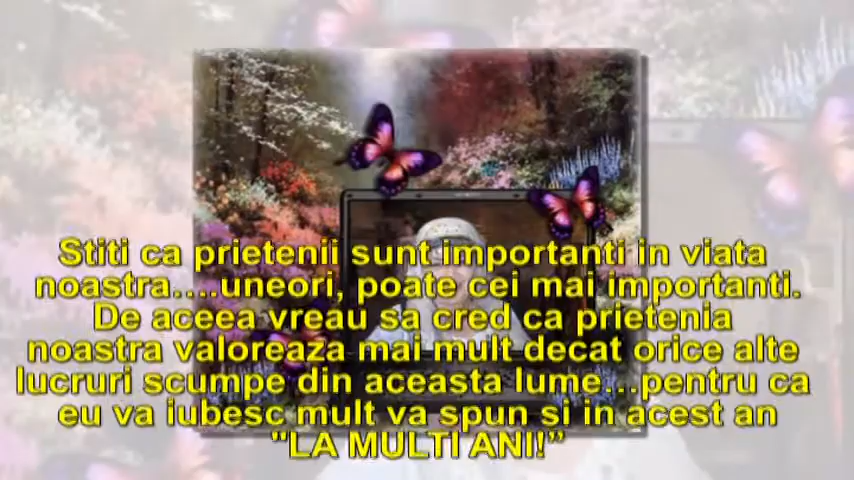 Stiti ca prietenii sunt importanti in viata
noastra....uneori, poate cei mai importanti.
De aceea vreau sa cred ca prietenia
noastra valoreaza mai mult decat orice alte
lucruri scumpe din aceasta lume...pentru ca
eu va iubesc mult va spun si in acest an
"LA MULTI ANI!”